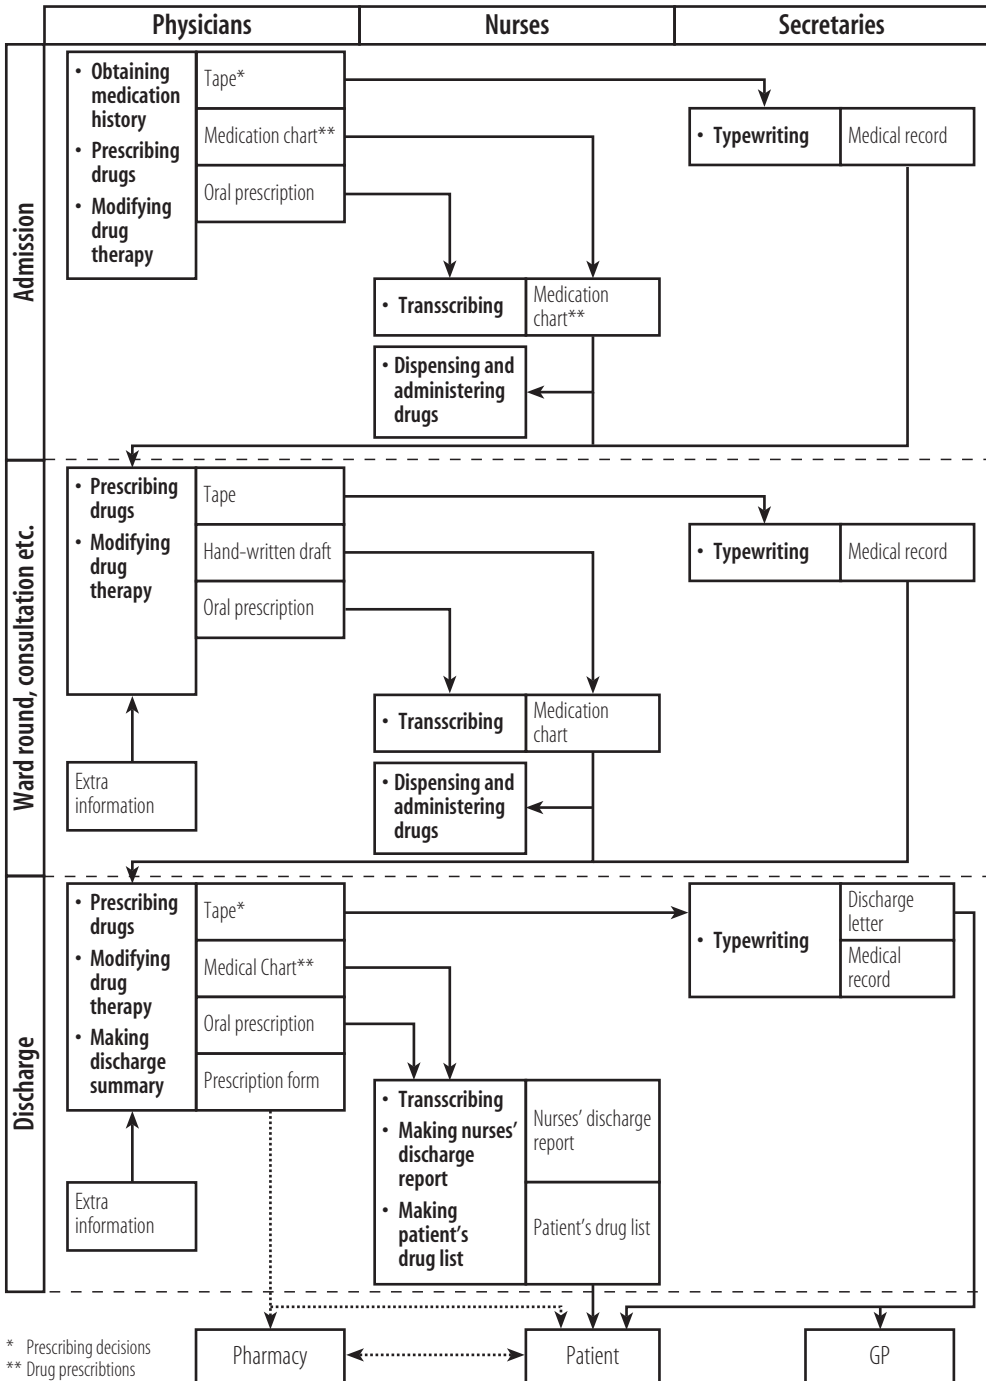 Physicians
Nurses
Secretaries
Admission
• Obtaining
medication
history
• Prescribing
drugs
• Modifying
drug
therapy
Tape*
Medication chart**
Oral prescription
• Typewriting
Medical record
• Transscribing
Medication
chart**
• Dispensing and
administering
drugs
Ward round, consultation etc.
• Prescribing
drugs
• Modifying
drug
therapy
Tape
Hand-written draft
Oral prescription
• Typewriting
Medical record
• Transscribing
Medication
chart
Extra
information
• Dispensing and
administering
drugs
Discharge
• Prescribing
drugs
• Modifying
drug
therapy
• Making
discharge
summary
Tape*
Medical Chart**
Oral prescription
Prescription form
• Typewriting
Discharge
letter
Medical
record
Extra
information
• Transscribing
• Making nurses'
discharge
report
• Making
patient's
drug list
Nurses' discharge
report
Patient's drug list
* Prescribing decisions
** Drug prescribtions
Pharmacy
Patient
GP